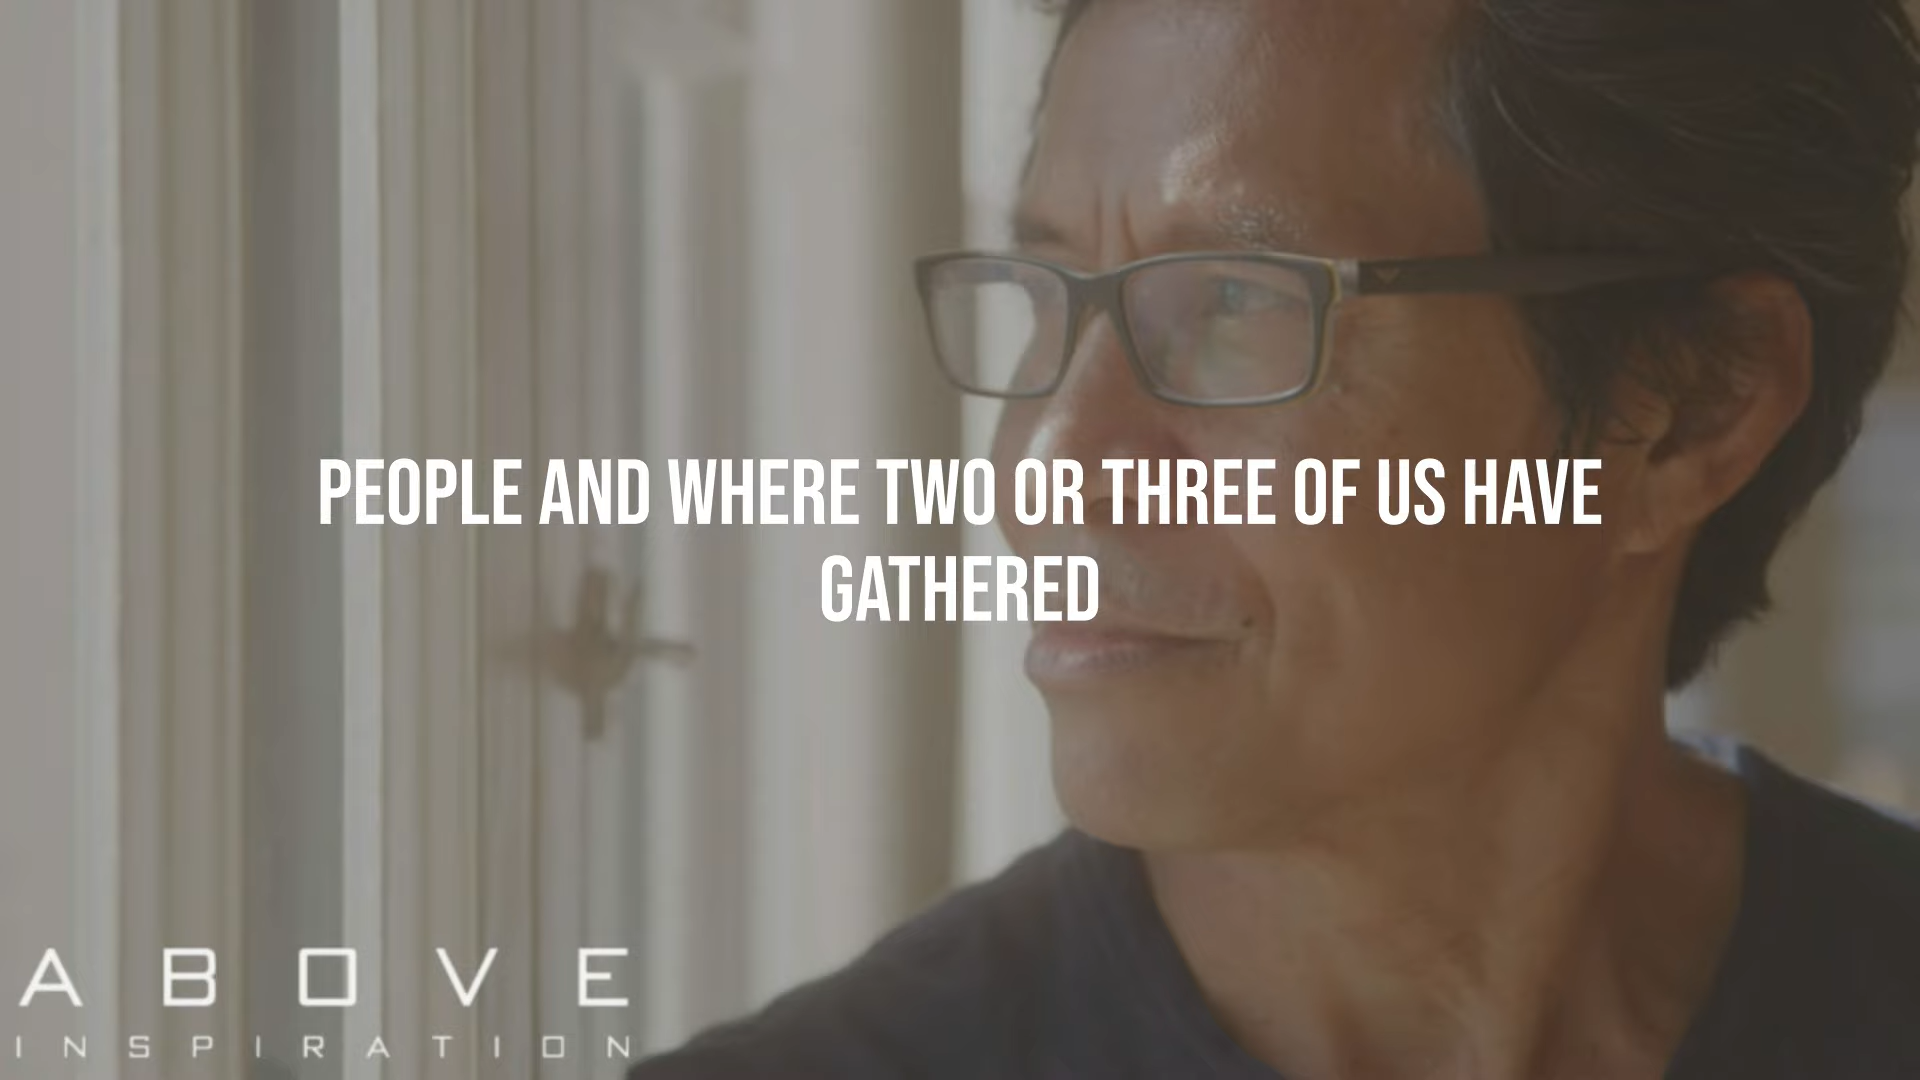 PEOPLE AND WHERE TWO OR THREE OF US HAVE
GATHERED
ABOVE
INSPIRATION